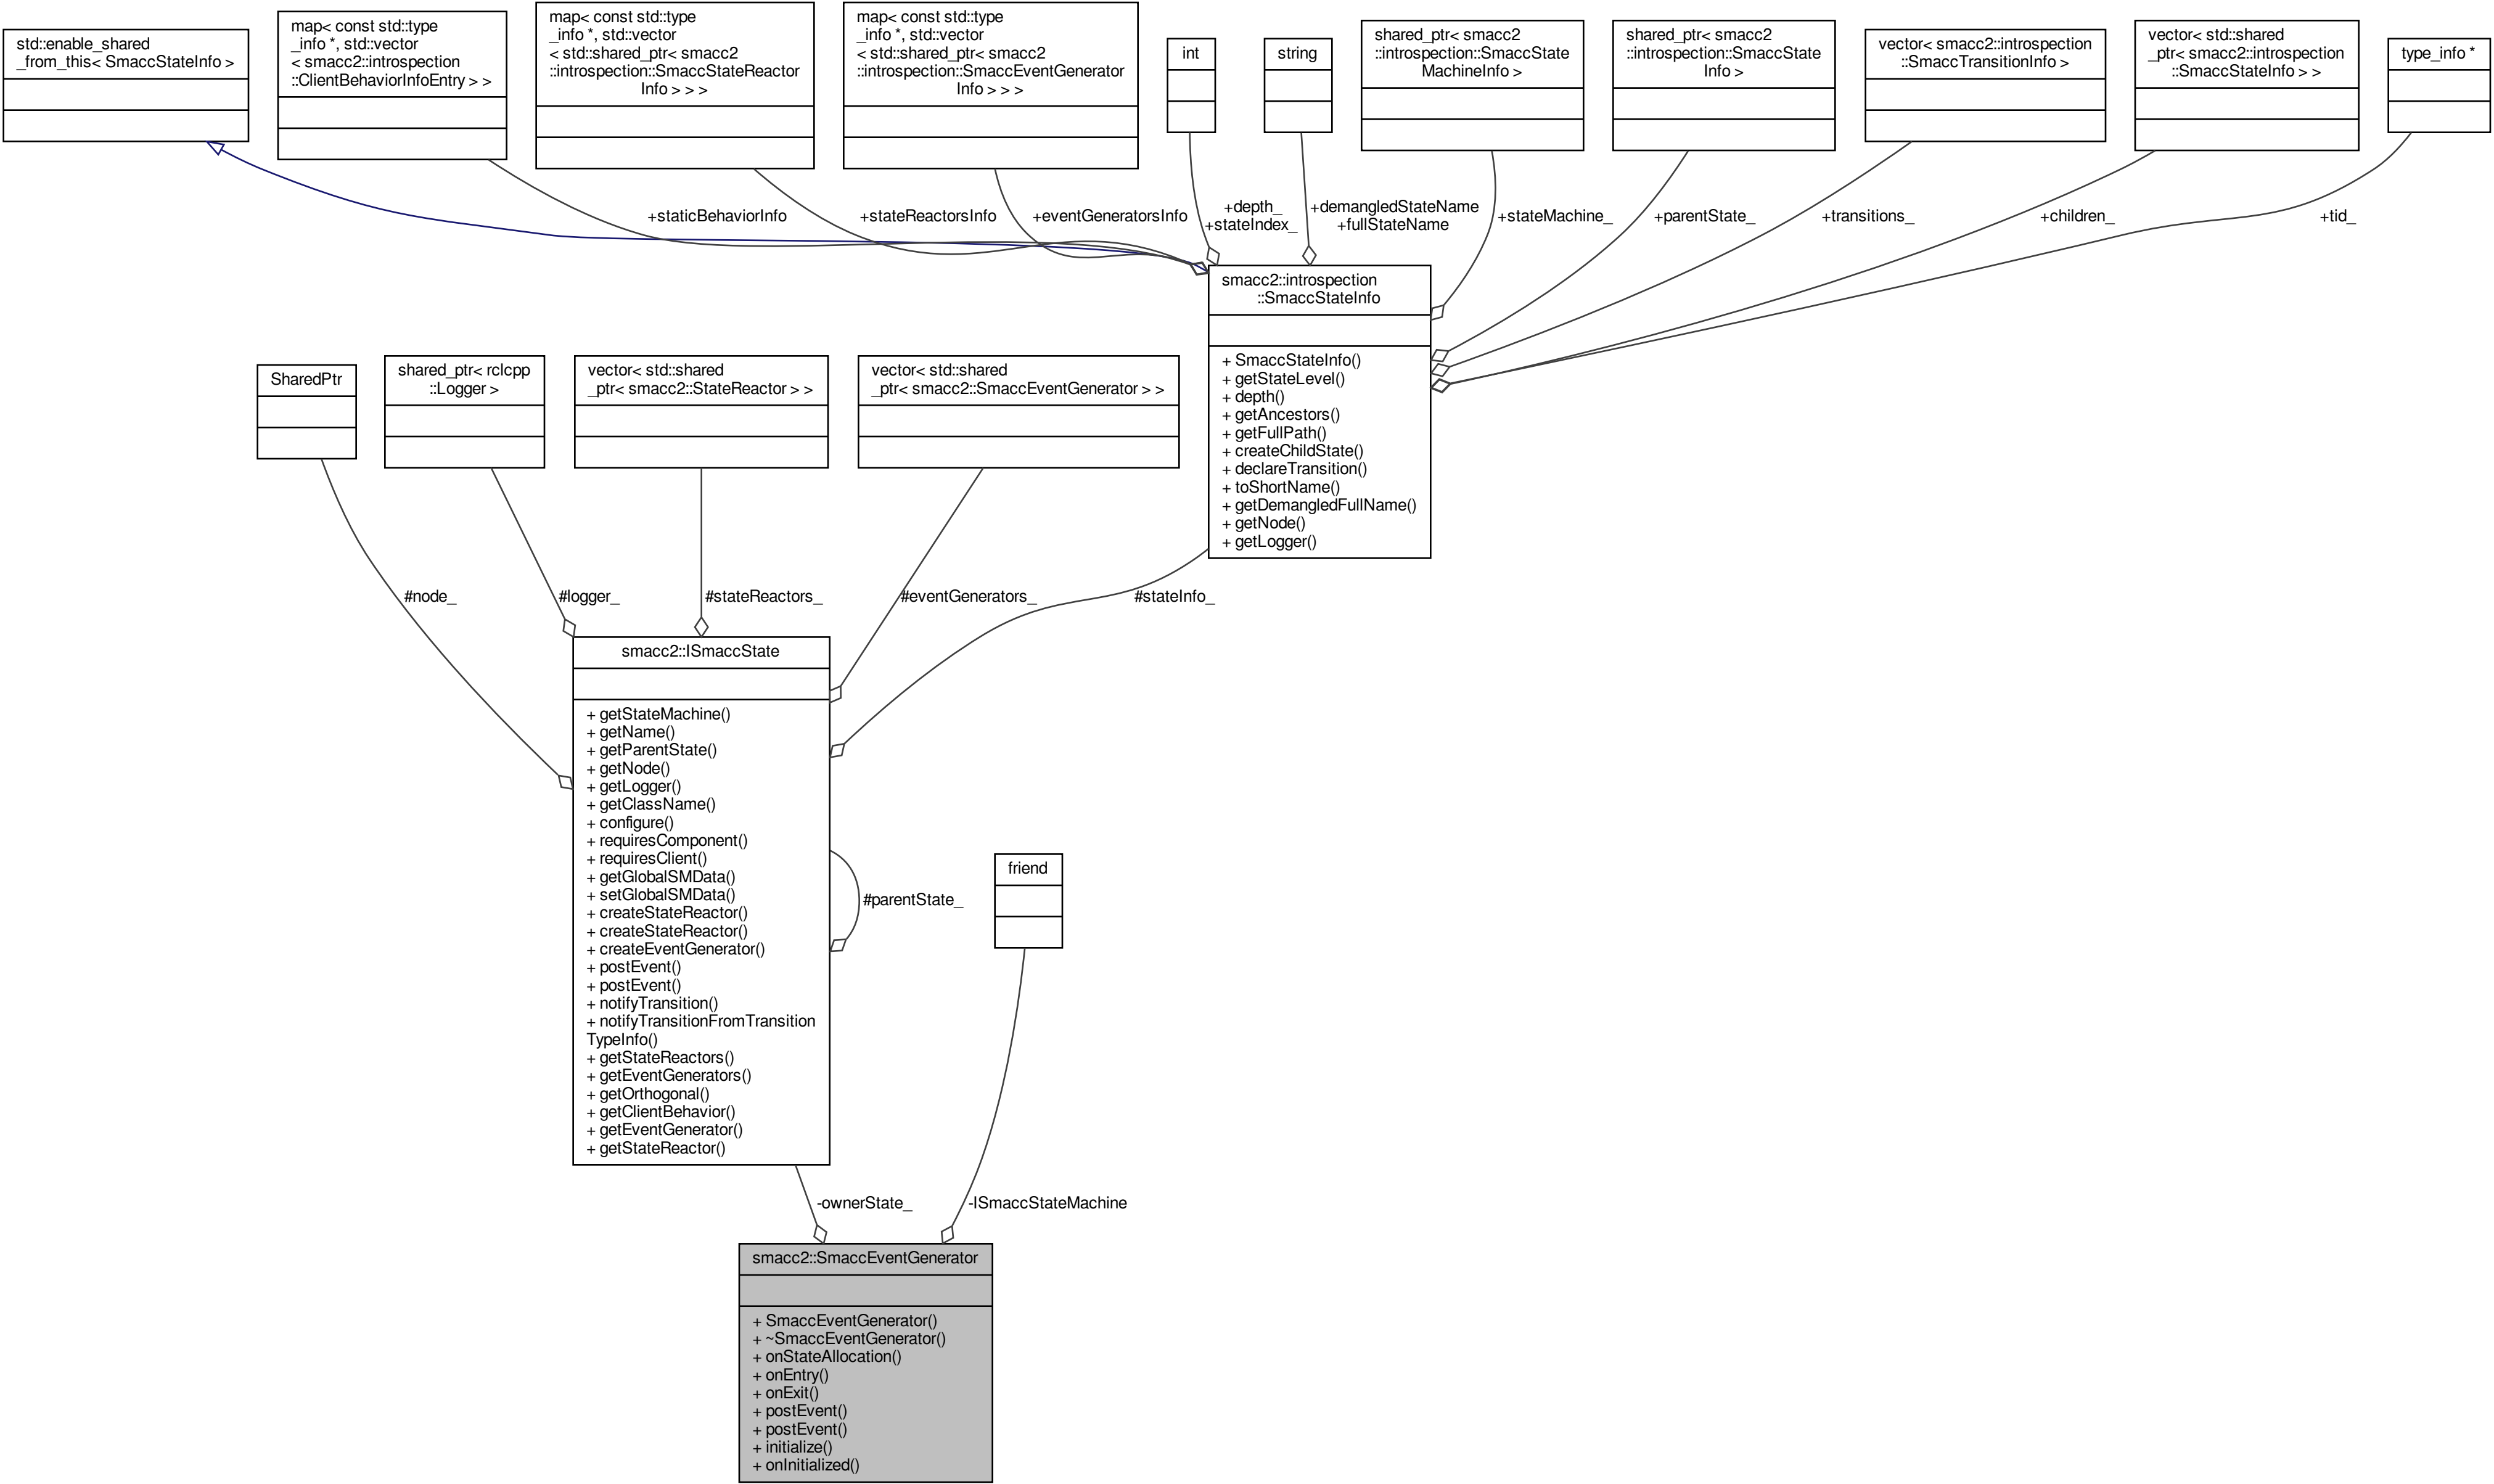 std::enable_shared
_from_this< SmaccStateInfo >
map< const std::type
_info *, std::vector
< smacc2::introspection
::ClientBehaviorInfoEntry > >
map< const std::type
_info *, std::vector
< std::shared_ptr< smacc2
::introspection::SmaccStateReactor
Info > > >
map< const std::type
_info *, std::vector
< std::shared_ptr< smacc2
::introspection::SmaccEventGenerator
Info > > >
int
string
shared_ptr< smacc2
::introspection::SmaccState
MachineInfo >
shared_ptr< smacc2
::introspection::SmaccState
Info >
vector< smacc2::introspection
::SmaccTransitionInfo >
vector< std::shared
_ptr< smacc2::introspection
::SmaccStateInfo > >
type_info *
+staticBehaviorInfo
+stateReactorsInfo
+eventGeneratorsInfo
+depth_
+stateIndex_
+demangledStateName
+fullStateName
+stateMachine_
+parentState_
+transitions_
+children_
+tid_
smacc2::introspection
::SmaccStateInfo
+ SmaccStateInfo()
+ getStateLevel()
+ depth()
+ getAncestors()
+ getFullPath()
+ createChildState()
+ declareTransition()
+ toShortName()
+ getDemangledFullName()
+ getNode()
+ getLogger()
SharedPtr
shared_ptr< rclcpp
::Logger >
vector< std::shared
_ptr< smacc2::StateReactor > >
vector< std::shared
_ptr< smacc2::SmaccEventGenerator > >
#node_
#logger_
#stateReactors_
#eventGenerators_
#stateInfo_
smacc2::ISmaccState
+ getStateMachine()
+ getName()
+ getParentState()
+ getNode()
+ getLogger()
+ getClassName()
+ configure()
+ requiresComponent()
+ requiresClient()
+ getGlobalSMData()
+ setGlobalSMData()
+ createStateReactor()
+ createStateReactor()
+ createEventGenerator()
+ postEvent()
+ postEvent()
+ notifyTransition()
+ notifyTransitionFromTransition
TypeInfo()
+ getStateReactors()
+ getEventGenerators()
+ getOrthogonal()
+ getClientBehavior()
+ getEventGenerator()
+ getStateReactor()
#parentState_
friend
-ownerState_
-ISmaccStateMachine
smacc2::SmaccEventGenerator
+ SmaccEventGenerator()
+ ~SmaccEventGenerator()
+ onStateAllocation()
+ onEntry()
+ onExit()
+ postEvent()
+ postEvent()
+ initialize()
+ onInitialized()